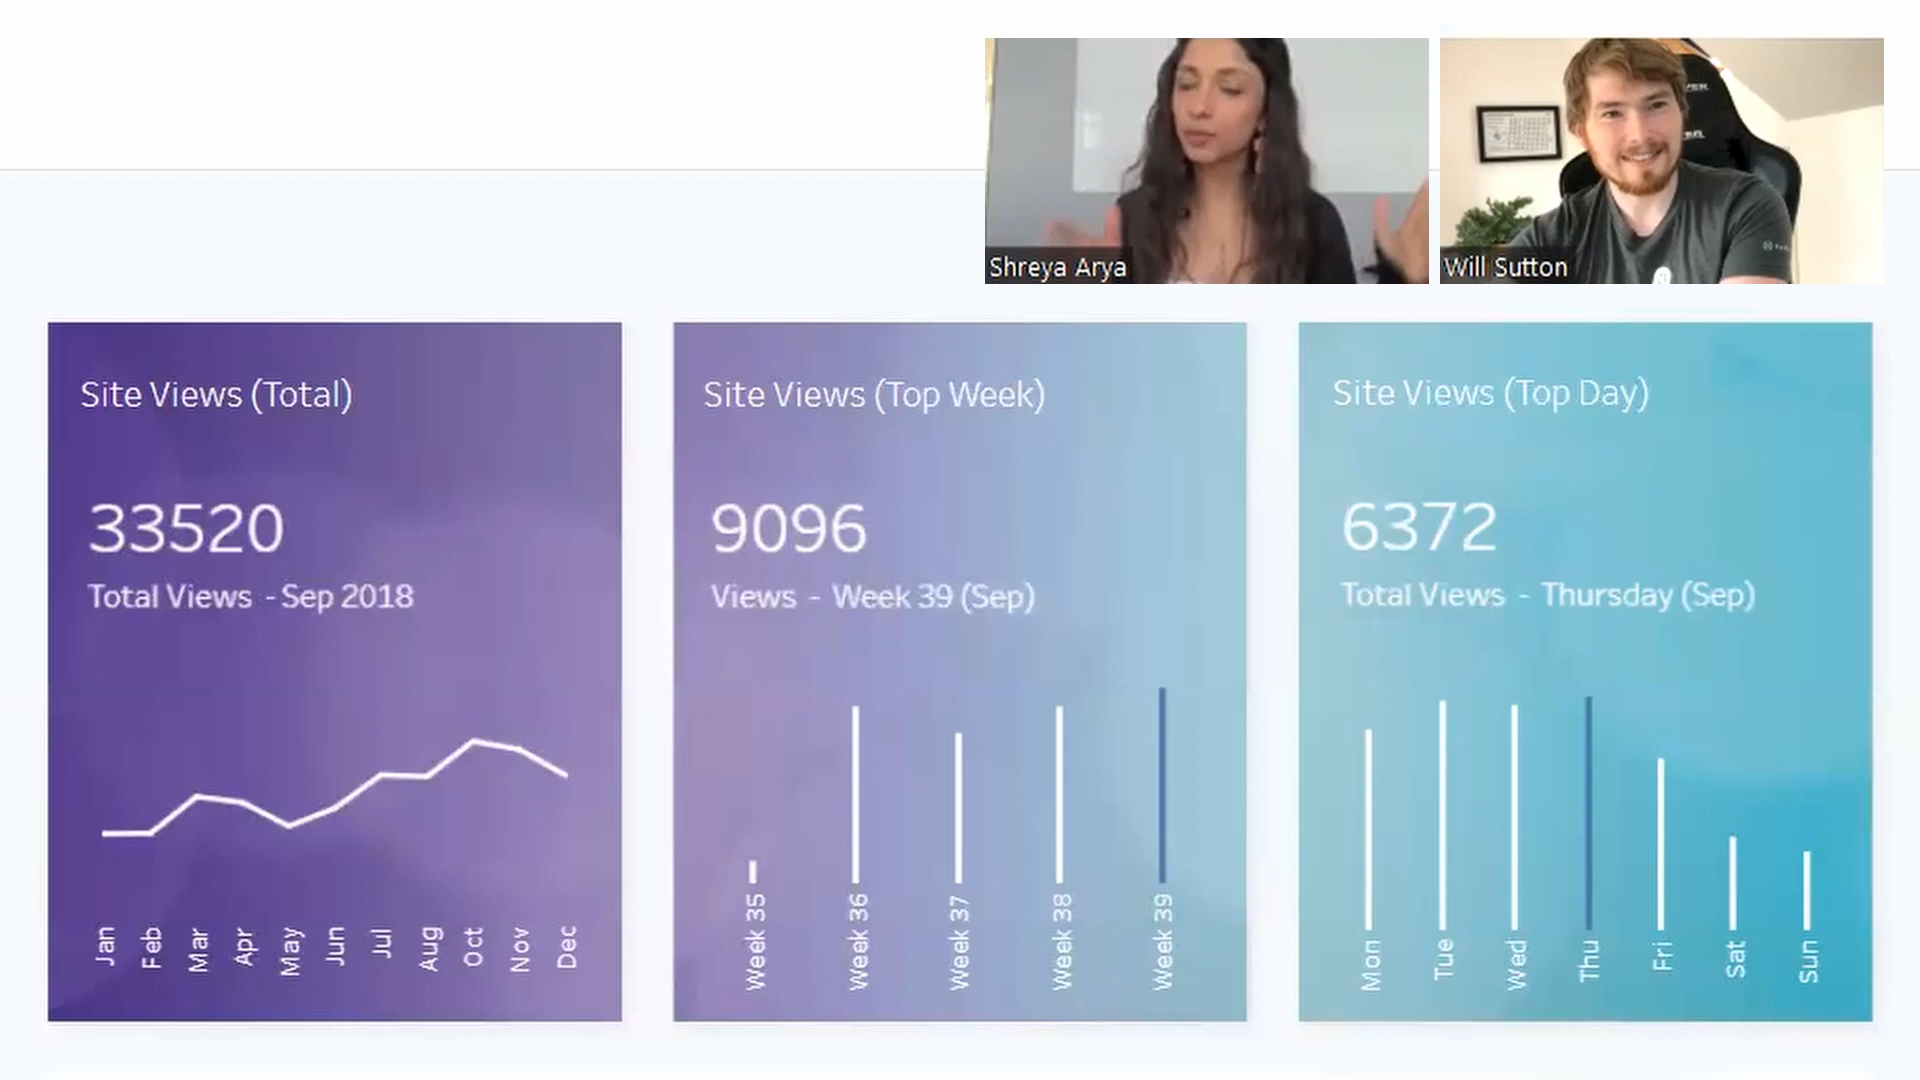 Shreya Arya
Will Sutton
Site Views (Total)
33520
Total Views - Sep 2018
Jan
Feb
Mar
Apr
May
Jun
Jul
Aug
Oct
Nov
Dec
Site Views (Top Week)
9096
Views - Week 39 (Sep)
Week 35
Week 36
Week 37
Week 38
Week 39
Site Views (Top Day)
6372
Total Views - Thursday (Sep)
Mon
Tue
Wed
Thu
Fri
Sat
Sun